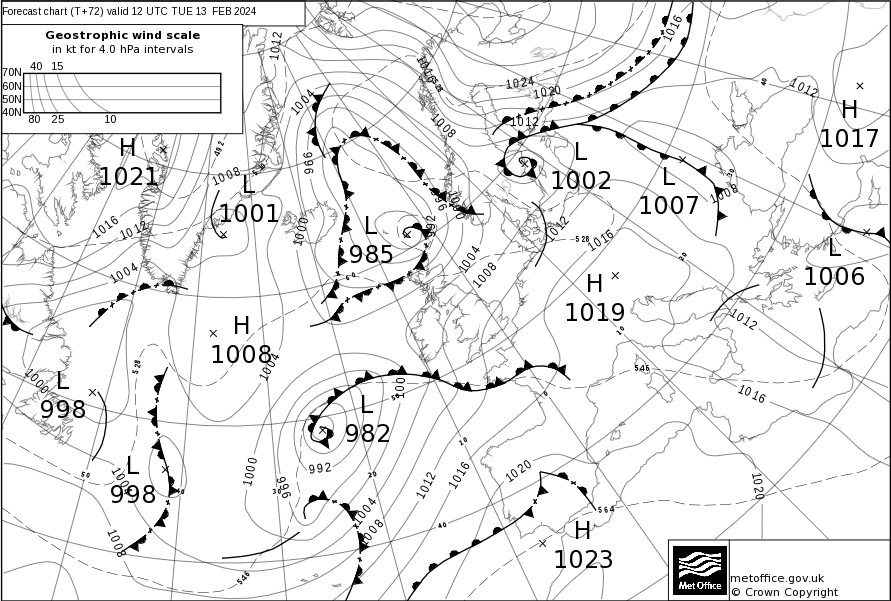 Forecast chart (T+72) valid 12 UTC TUE 13 FEB 2024
Geostrophic wind scale
in kt for 4.0 hPa intervals
40 15
70N
60N
50N
40N
80 25 10
1012
1016
1024
1020
1012
1016
1012
H
1017
1004
1008
H
1021
492
1008
996
L
1001
L
1002
L
1007
1008
1016
1012
1000
L
985
996
1000
992
1012
528
1016
L
1006
1004
1004
1008
H
1019
1012
H
1008
1004
528
546
1016
1000
L
998
L
982
1000
992
996
1012
1016
1020
1020
L
998
1008
1004
1008
564
H
1023
546
Met Office
metoffice.gov.uk
© Crown Copyright